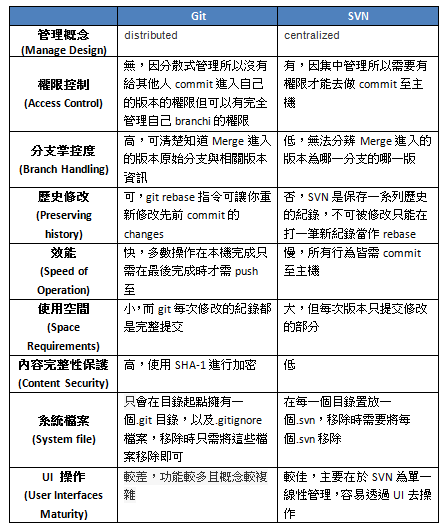 Git SVN
管理概念
(Manage Design)
distributed
centralized
權限控制
(Access Control)
無，因分散式管理所以沒有
給其他人 commit 進入自己
的版本的權限但可以有完全
管理自己 branchi 的權限
有，因集中管理所以需要有
權限才能去做 commit 至主
機
分支掌控度
(Branch Handling)
高，可清楚知道 Merge 進入
的版本原始分支與相關版本
資訊
低，無法分辨 Merge 進入的
版本為哪一分支的哪一版
歷史修改
(Preserving
history)
可，git rebase 指令可讓你重
新修改先前 commit 的
changes
否，SVN 是保存一系列歷史
的紀錄，不可被修改只能在
打一筆新紀錄當作 rebase
效能
(Speed of
Operation)
快，多數操作在本機完成只
需在最後完成時才需 push
至
慢，所有行為皆需 commit
至主機
使用空間
(Space
Requirements)
小，而 git 每次修改的紀錄都
是完整提交
大，但每次版本只提交修改
的部分
內容完整性保護
(Content Security)
高，使用 SHA-1 進行加密
低
系統檔案
(System file)
只會在目錄起點擁有一
個.git 目錄，以及.gitignore
檔案，移除時只需將這些檔
案移除即可
在每一個目錄置放一
個.svn，移除時需要將每
個.svn 移除
UI 操作
(User Interfaces
Maturity)
較差，功能較多且概念較複
雜
較佳，主要在於 SVN 為單一
線性管理，容易透過 UI 去操
作